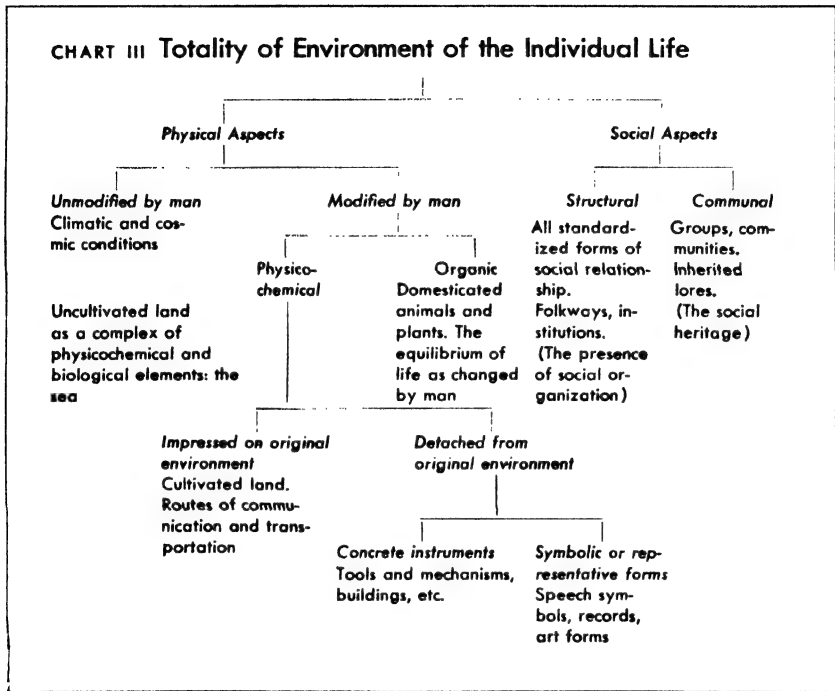 CHART III Totality of Environment of the Individual Life
Physical Aspects
Social Aspects
Unmodified by man
Climatic and cos-
mic conditions
Uncultivated land
as a complex of
physicochemical and
biological elements: the
sea
Modified by man
Physico-
chemical
Organic
Domesticated
animals and
plants. The
equilibrium of
life as changed
by man
Structural
All standard-
ized forms of
social relation-
ship.
Folkways, in-
stitutions.
(The presence
of social or-
ganization)
Communal
Groups, com-
munities.
Inherited
lores.
(The social
heritage)
Impressed on original
environment
Cultivated land.
Routes of commu-
nication and trans-
portation
Detached from
original environment
Concrete instruments
Tools and mechanisms,
buildings, etc.
Symbolic or rep-
resentative forms
Speech sym-
bols, records,
art forms